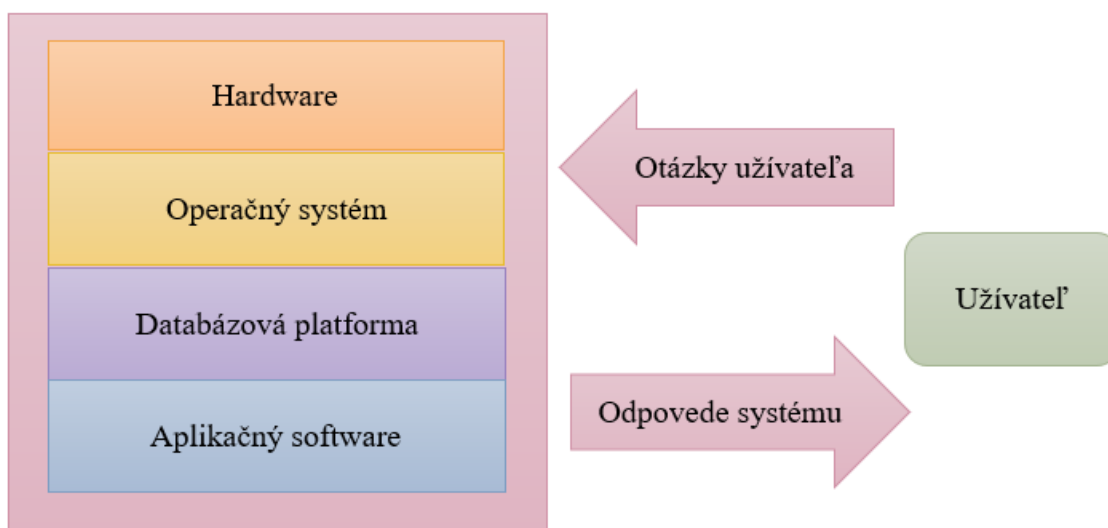 Hardware
Operačný systém
Databázová platforma
Aplikačný software
Otázky užívateľa
Odpovede systému
Užívateľ